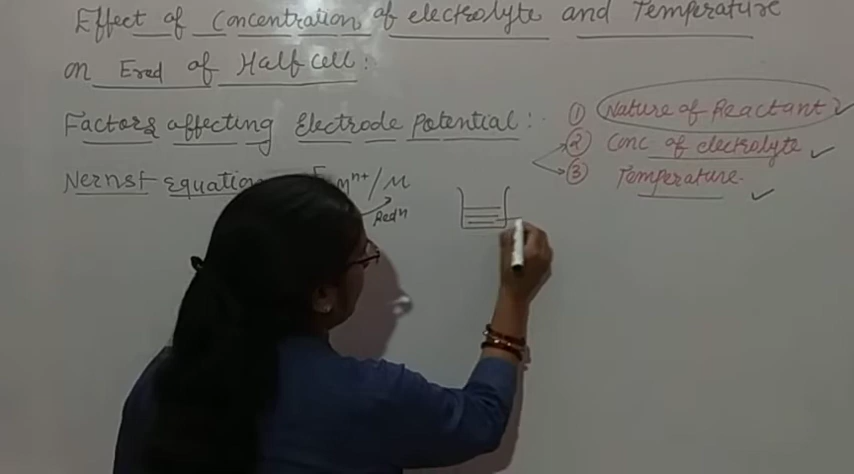 Effect of Concentration of electrolyte and Temperature
on Ered of Half cell:
Factors affecting Electrode Potential:
① Nature of Reactant ✓
② Conc of electrolyte ✓
③ Temperature. ✓
Nernst Equation Mⁿ⁺/M
Redⁿ